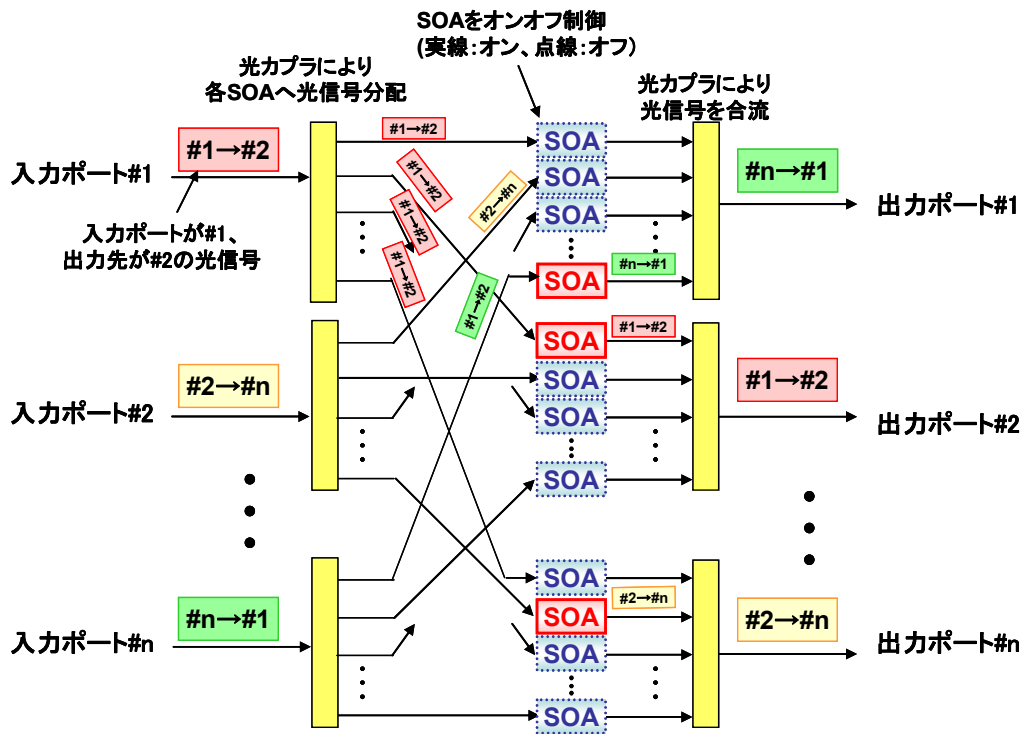 SOAをオンオフ制御
(実線:オン、点線:オフ)
光カプラにより
各SOAへ光信号分配
光カプラにより
光信号を合流
入力ポート#1
#1→#2
入力ポートが#1、
出力先が#2の光信号
#1→#2
#1→#2
#1→#2
#1→#2
#2→#n
#1→#2
SOA
SOA
SOA
SOA
#n→#1
#n→#1
出力ポート#1
入力ポート#2
#2→#n
SOA
#1→#2
SOA
SOA
SOA
#1→#2
出力ポート#2
入力ポート#n
#n→#1
SOA
SOA
#2→#n
SOA
SOA
#2→#n
出力ポート#n